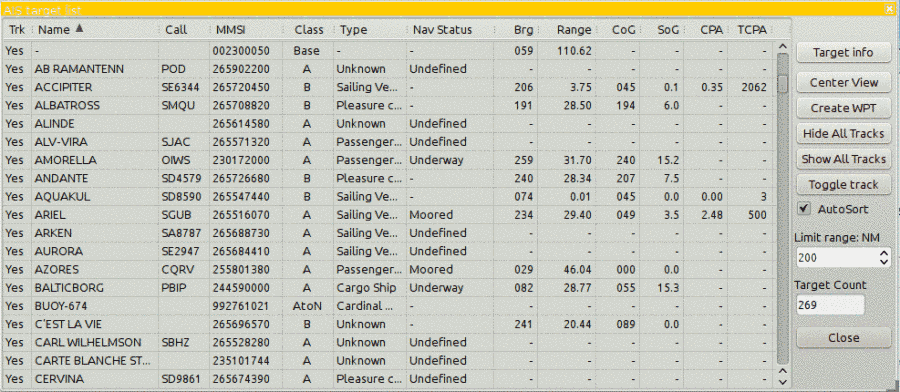 AIS target list
Trk Name Call MMSI Class Type Nav Status Brg Range CoG SoG CPA TCPA
Yes - 002300050 Base - - 059 110.62 - - - -
Yes AB RAMANTENN POD 265902200 A Unknown Undefined - - - - - -
Yes ACCIPITER SE6344 265720450 B Sailing Ve... - 206 3.75 045 0.1 0.35 2062
Yes ALBATROSS SMQU 265708820 B Pleasure c... - 191 28.50 194 6.0 - -
Yes ALINDE 265614580 A Unknown Undefined - - - - - -
Yes ALV-VIRA SJAC 265571320 A Passenger... Undefined - - - - - -
Yes AMORELLA OIWS 230172000 A Passenger... Underway 259 31.70 240 15.2 - -
Yes ANDANTE SD4579 265726680 B Pleasure c... - 240 28.34 207 7.5 - -
Yes AQUAKUL SD8590 265547440 B Sailing Ve... - 074 0.01 045 0.0 0.00 3
Yes ARIEL SGUB 265516070 A Sailing Ve... Moored 234 29.40 049 3.5 2.48 500
Yes ARKEN SA8787 265688730 A Sailing Ve... Undefined - - - - - -
Yes AURORA SE2947 265684410 A Sailing Ve... Undefined - - - - - -
Yes AZORES CQRV 255801380 A Passenger... Moored 029 46.04 000 0.0 - -
Yes BALTICBORG PBIP 244590000 A Cargo Ship Underway 082 28.77 055 15.3 - -
Yes BUOY-674 992761021 AtoN Cardinal ... - - - - - - -
Yes C'EST LA VIE 265696570 B Unknown - 241 20.44 089 0.0 - -
Yes CARL WILHELMSON SBHZ 265528280 A Unknown Undefined - - - - - -
Yes CARTE BLANCHE ST... 235101744 A Unknown Undefined - - - - - -
Yes CERVINA SD9861 265674390 A Pleasure c... Undefined - - - - - -
Target info
Center View
Create WPT
Hide All Tracks
Show All Tracks
Toggle track
AutoSort
Limit range: NM
200
Target Count
269
Close